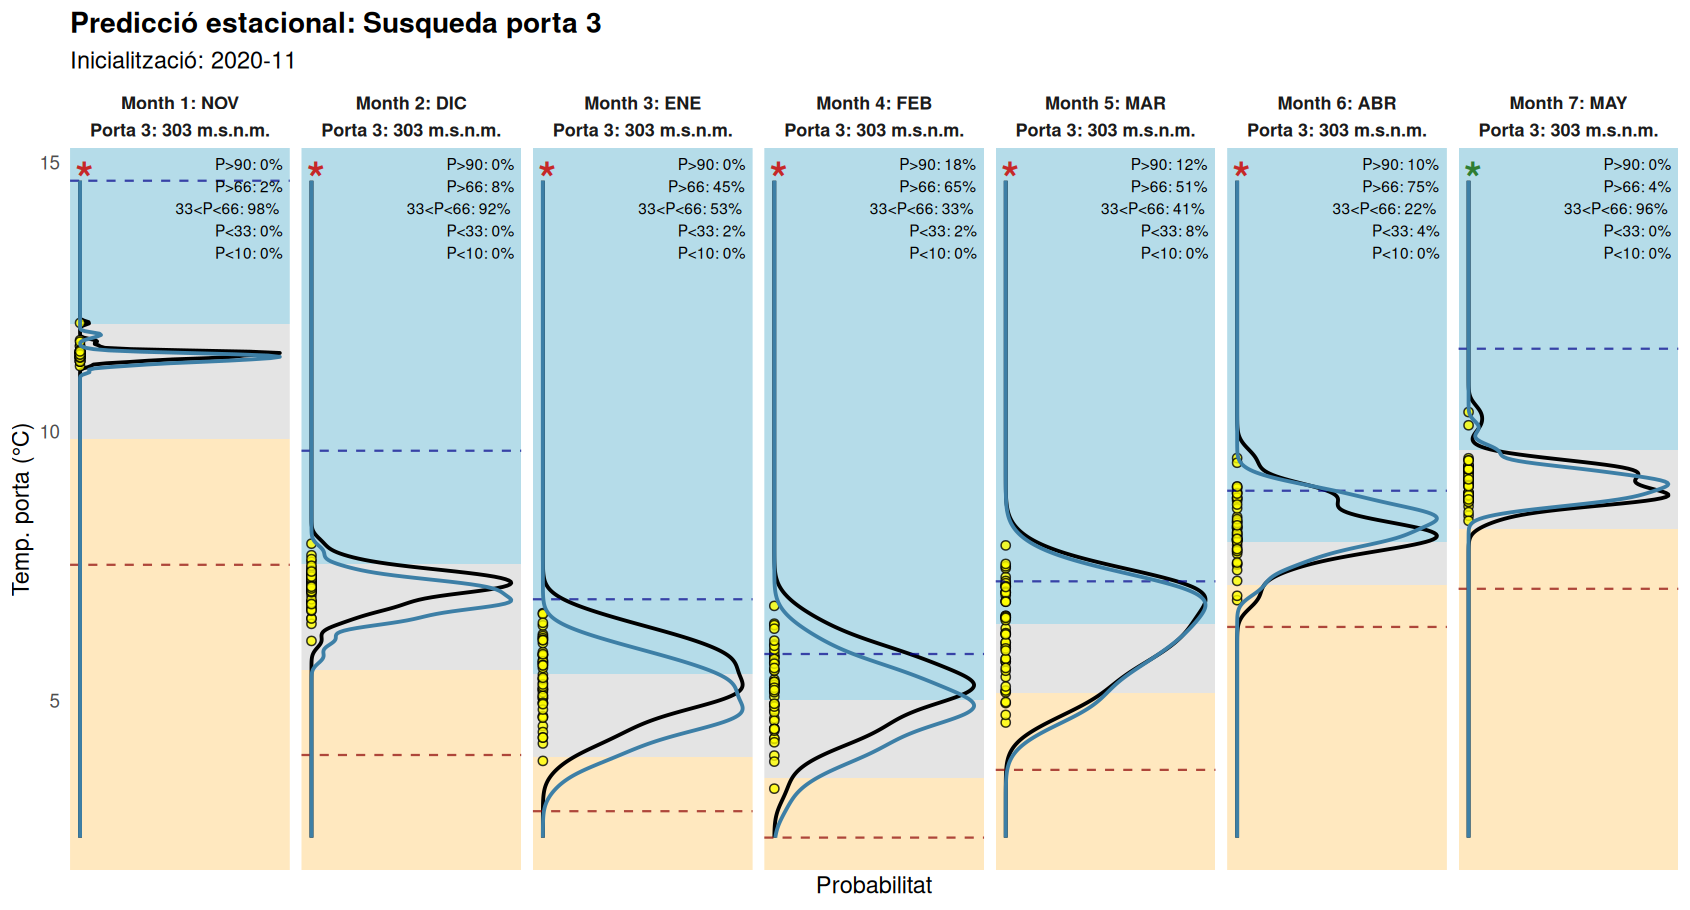 Predicció estacional: Susqueda porta 3
Inicialització: 2020-11
Month 1: NOV
Porta 3: 303 m.s.n.m.
Month 2: DIC
Porta 3: 303 m.s.n.m.
Month 3: ENE
Porta 3: 303 m.s.n.m.
Month 4: FEB
Porta 3: 303 m.s.n.m.
Month 5: MAR
Porta 3: 303 m.s.n.m.
Month 6: ABR
Porta 3: 303 m.s.n.m.
Month 7: MAY
Porta 3: 303 m.s.n.m.
Temp. porta (°C)
15
10
5
*
P>90: 0%
P>66: 2%
33<P<66: 98%
P<33: 0%
P<10: 0%
*
P>90: 0%
P>66: 8%
33<P<66: 92%
P<33: 0%
P<10: 0%
*
P>90: 0%
P>66: 45%
33<P<66: 53%
P<33: 2%
P<10: 0%
*
P>90: 18%
P>66: 65%
33<P<66: 33%
P<33: 2%
P<10: 0%
*
P>90: 12%
P>66: 51%
33<P<66: 41%
P<33: 8%
P<10: 0%
*
P>90: 10%
P>66: 75%
33<P<66: 22%
P<33: 4%
P<10: 0%
*
P>90: 0%
P>66: 4%
33<P<66: 96%
P<33: 0%
P<10: 0%
Probabilitat